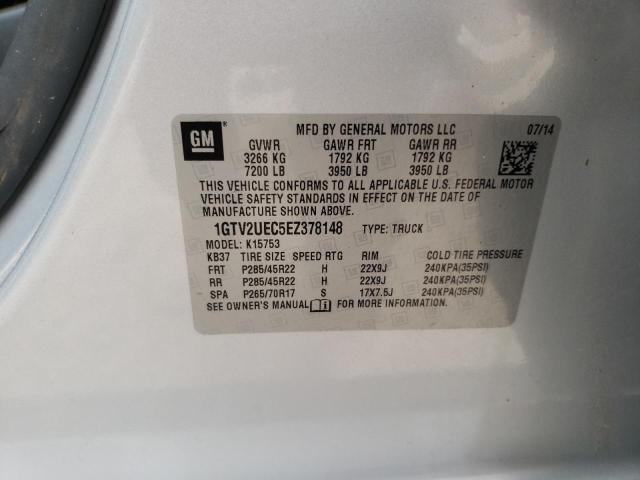 GM® MFD BY GENERAL MOTORS LLC 07/14
GVWR GAWR FRT GAWR RR
3266 KG 1792 KG 1792 KG
7200 LB 3950 LB 3950 LB
THIS VEHICLE CONFORMS TO ALL APPLICABLE U.S. FEDERAL MOTOR
VEHICLE SAFETY STANDARDS IN EFFECT ON THE DATE OF
MANUFACTURE SHOWN ABOVE.
1GTV2UEC5EZ378148 TYPE: TRUCK
MODEL: K15753
KB37 TIRE SIZE SPEED RTG RIM COLD TIRE PRESSURE
FRT P285/45R22 H 22X9J 240KPA(35PSI)
RR P285/45R22 H 22X9J 240KPA(35PSI)
SPA P265/70R17 S 17X7.5J 240KPA(35PSI)
SEE OWNER'S MANUAL FOR MORE INFORMATION.